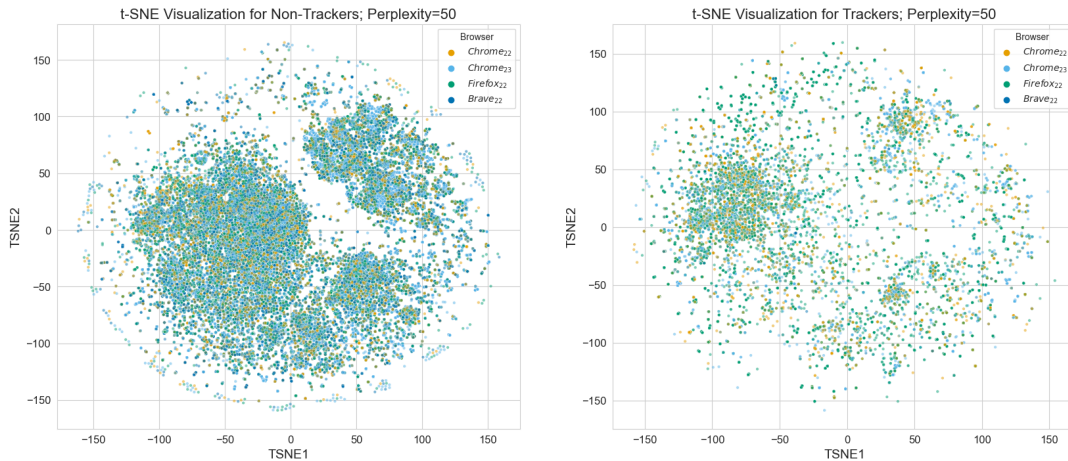 t-SNE Visualization for Non-Trackers; Perplexity=50
Browser
Chrome22
Chrome23
Firefox22
Brave22
150
100
50
0
−50
−100
−150
TSNE2
−150
−100
−50
0
50
100
150
TSNE1
t-SNE Visualization for Trackers; Perplexity=50
Browser
Chrome22
Chrome23
Firefox22
Brave22
150
100
50
0
−50
−100
−150
TSNE2
−150
−100
−50
0
50
100
150
TSNE1